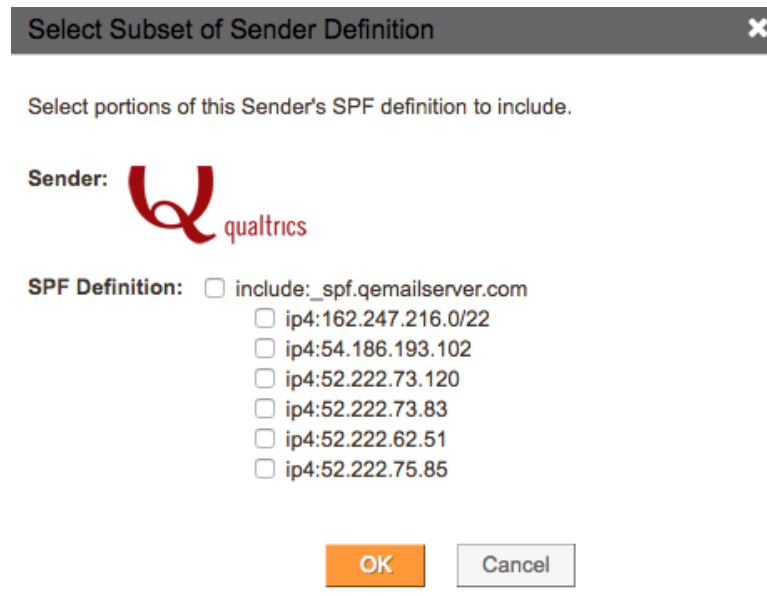 Select Subset of Sender Definition
Select portions of this Sender's SPF definition to include.
Sender:
qualtrics
SPF Definition: include:_spf.qemailserver.com
ip4:162.247.216.0/22
ip4:54.186.193.102
ip4:52.222.73.120
ip4:52.222.73.83
ip4:52.222.62.51
ip4:52.222.75.85
OK Cancel